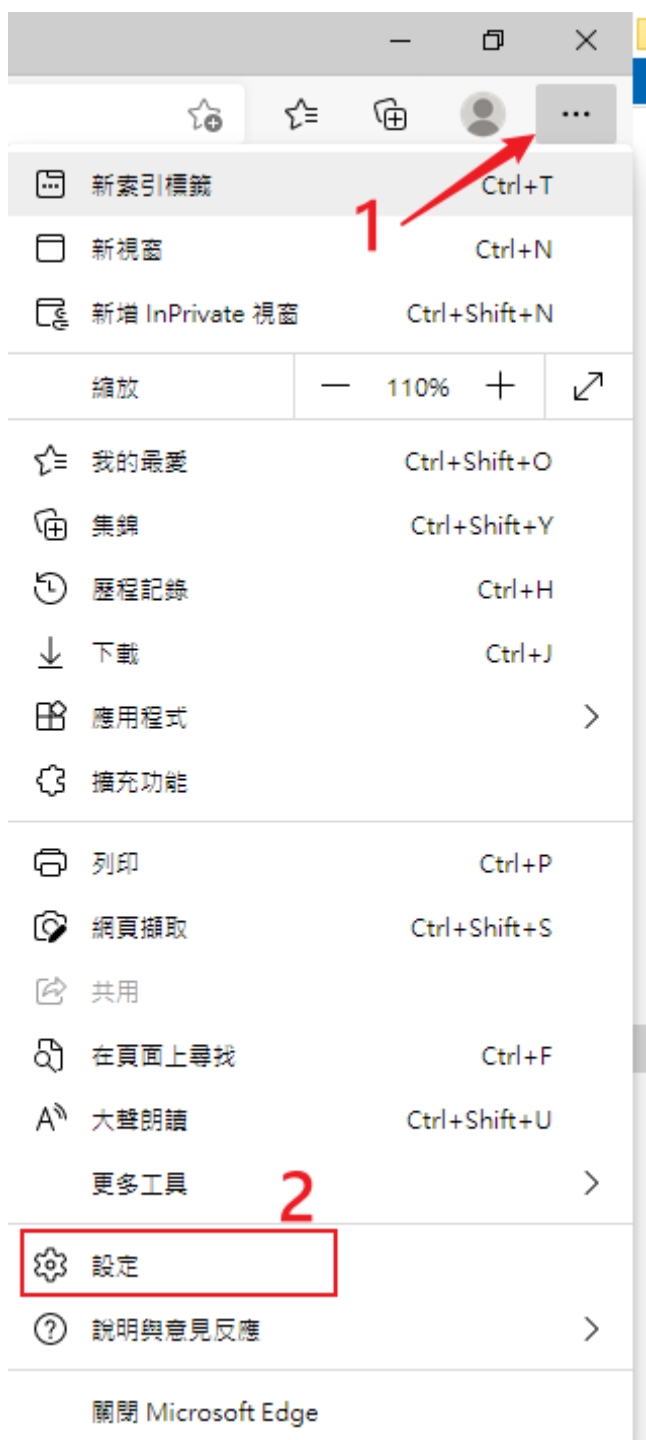 1
新索引標籤 Ctrl+T
新視窗 Ctrl+N
新增 InPrivate 視窗 Ctrl+Shift+N
縮放 — 110% +
我的最愛 Ctrl+Shift+O
集錦 Ctrl+Shift+Y
歷程記錄 Ctrl+H
下載 Ctrl+J
應用程式
擴充功能
列印 Ctrl+P
網頁擷取 Ctrl+Shift+S
共用
在頁面上尋找 Ctrl+F
大聲朗讀 Ctrl+Shift+U
更多工具
2
設定
說明與意見反應
關閉 Microsoft Edge